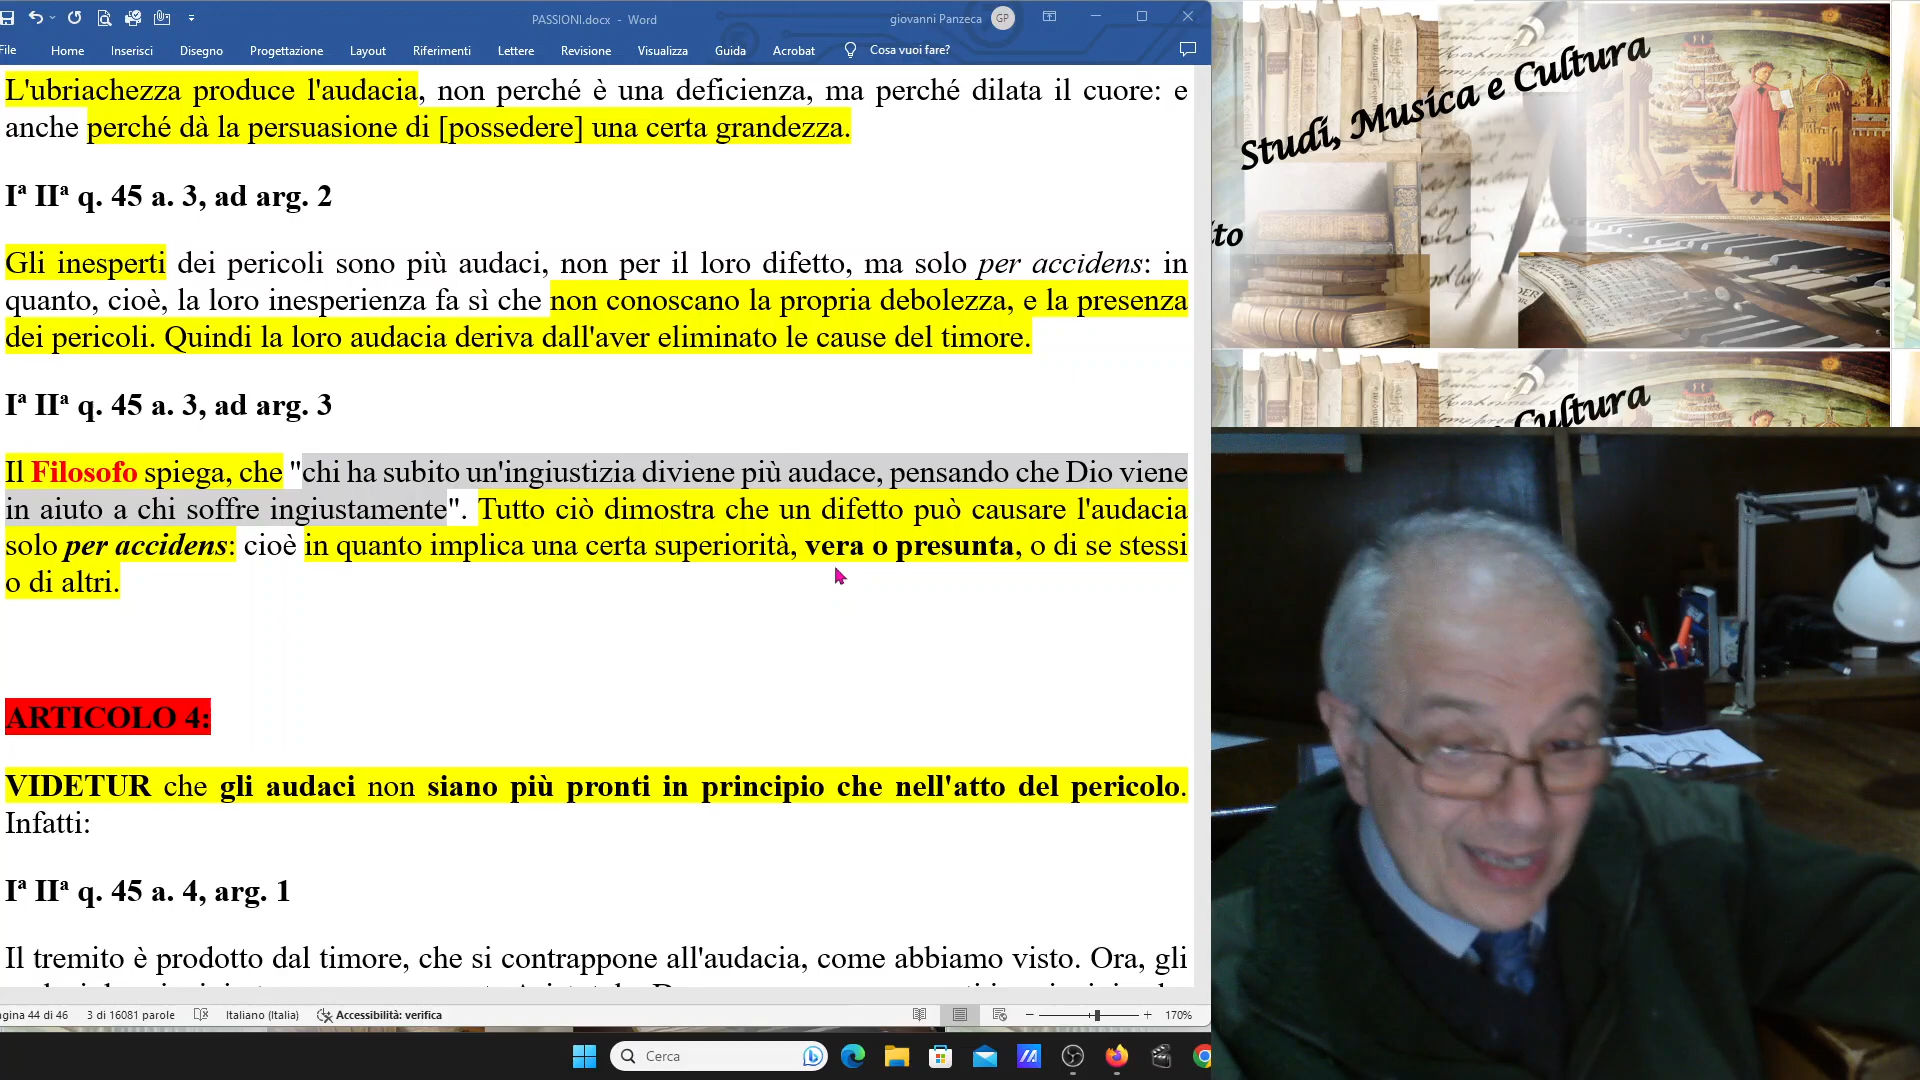 PASSIONI.docx - Word
giovanni Panzeca GP
File Home Inserisci Disegno Progettazione Layout Riferimenti Lettere Revisione Visualizza Guida Acrobat Cosa vuoi fare?
L'ubriachezza produce l'audacia, non perché è una deficienza, ma perché dilata il cuore: e
anche perché dà la persuasione di [possedere] una certa grandezza.
Iª IIª q. 45 a. 3, ad arg. 2
Gli inesperti dei pericoli sono più audaci, non per il loro difetto, ma solo per accidens: in
quanto, cioè, la loro inesperienza fa sì che non conoscano la propria debolezza, e la presenza
dei pericoli. Quindi la loro audacia deriva dall'aver eliminato le cause del timore.
Iª IIª q. 45 a. 3, ad arg. 3
Il Filosofo spiega, che "chi ha subito un'ingiustizia diviene più audace, pensando che Dio viene
in aiuto a chi soffre ingiustamente". Tutto ciò dimostra che un difetto può causare l'audacia
solo per accidens: cioè in quanto implica una certa superiorità, vera o presunta, o di se stessi
o di altri.
ARTICOLO 4:
VIDETUR che gli audaci non siano più pronti in principio che nell'atto del pericolo.
Infatti:
Iª IIª q. 45 a. 4, arg. 1
Il tremito è prodotto dal timore, che si contrappone all'audacia, come abbiamo visto. Ora, gli
agina 44 di 46 3 di 16081 parole Italiano (Italia) Accessibilità: verifica 170%
Cerca
Studi, Musica e Cultura
ito
Cultura